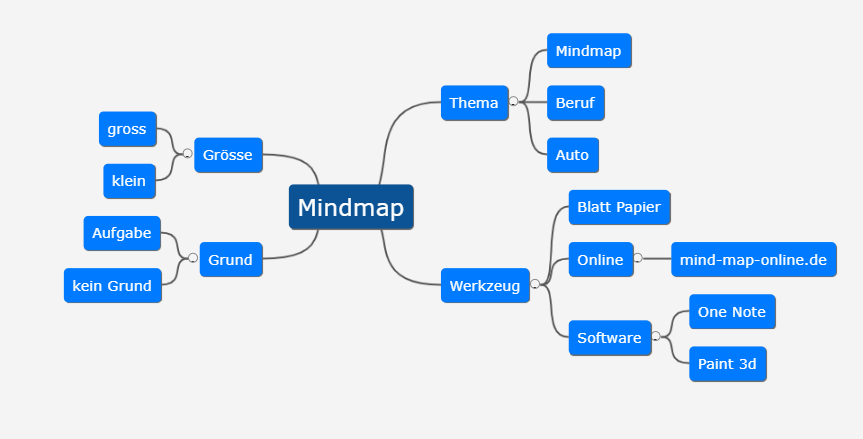 Mindmap
Thema
Mindmap
Beruf
Auto
Werkzeug
Blatt Papier
Online
mind-map-online.de
Software
One Note
Paint 3d
Grösse
gross
klein
Grund
Aufgabe
kein Grund